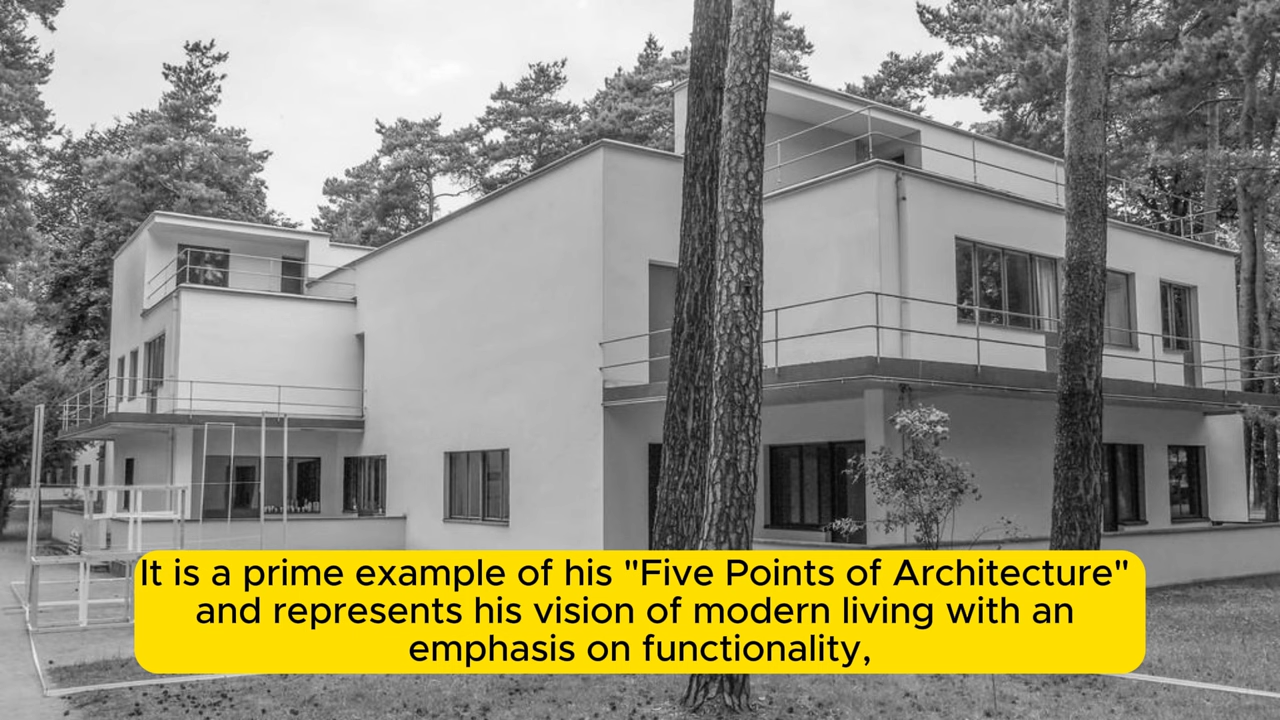 It is a prime example of his "Five Points of Architecture"
and represents his vision of modern living with an
emphasis on functionality,